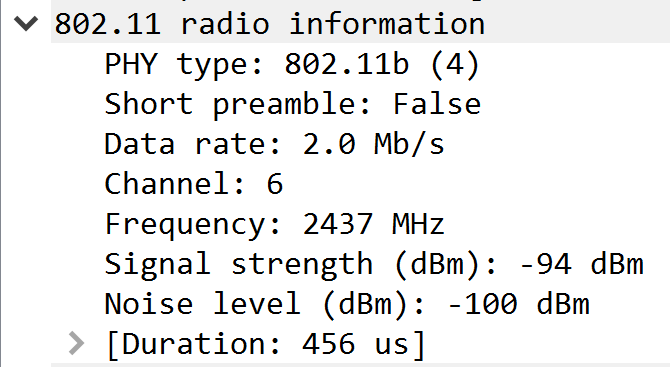 802.11 radio information
PHY type: 802.11b (4)
Short preamble: False
Data rate: 2.0 Mb/s
Channel: 6
Frequency: 2437 MHz
Signal strength (dBm): -94 dBm
Noise level (dBm): -100 dBm
[Duration: 456 us]